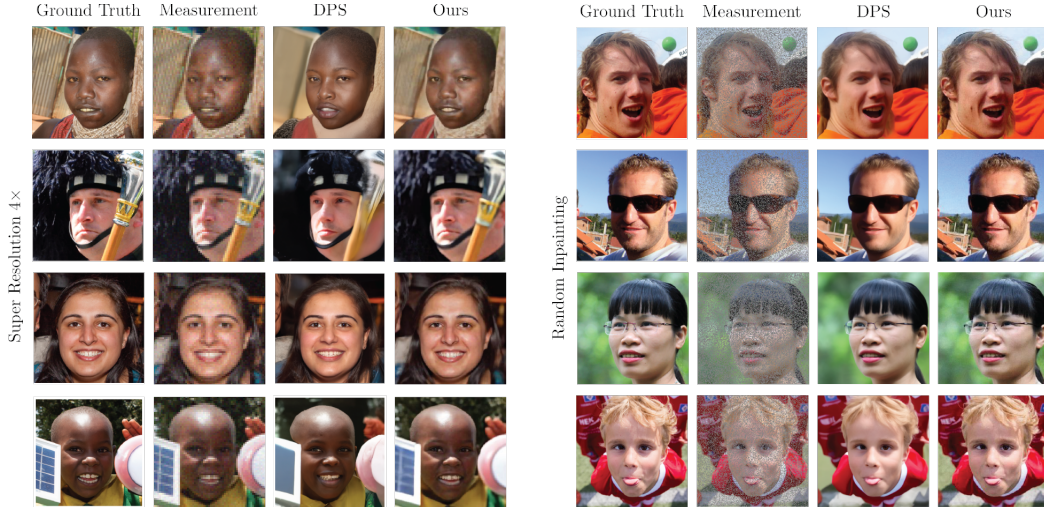 Ground Truth Measurement DPS Ours
Super Resolution 4×
Ground Truth Measurement DPS Ours
Random Inpainting